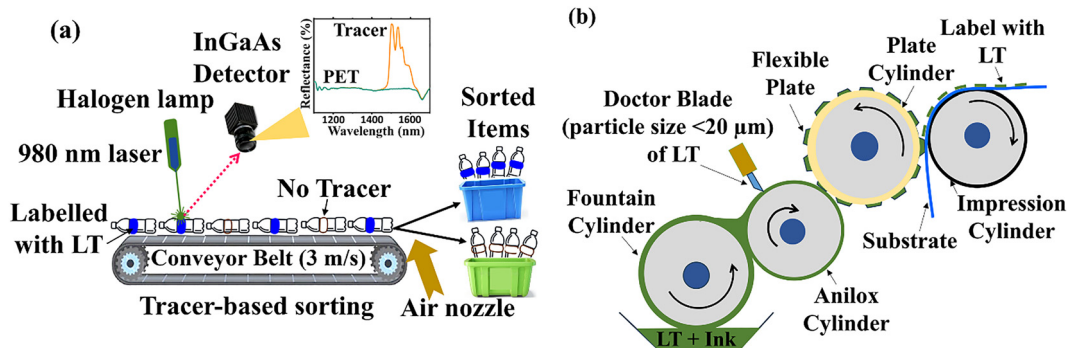 (a)
InGaAs
Detector
Halogen lamp
980 nm laser
Reflectance (%)
Tracer
PET
1200 1400 1600
Wavelength (nm)
Sorted
Items
No Tracer
Labelled
with LT
Conveyor Belt (3 m/s)
Tracer-based sorting
Air nozzle
(b)
Flexible
Plate
Plate
Cylinder
Label with
LT
Doctor Blade
(particle size <20 µm)
of LT
Fountain
Cylinder
Substrate
Impression
Cylinder
Anilox
Cylinder
LT + Ink